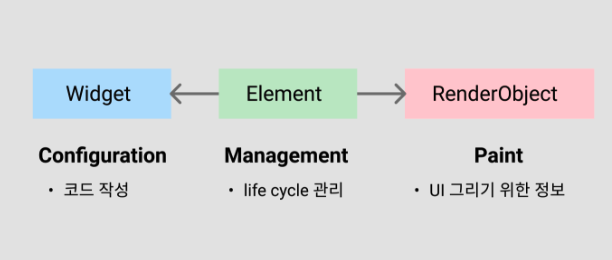 Widget
Element
RenderObject
Configuration
Management
Paint
• 코드 작성
• life cycle 관리
• UI 그리기 위한 정보